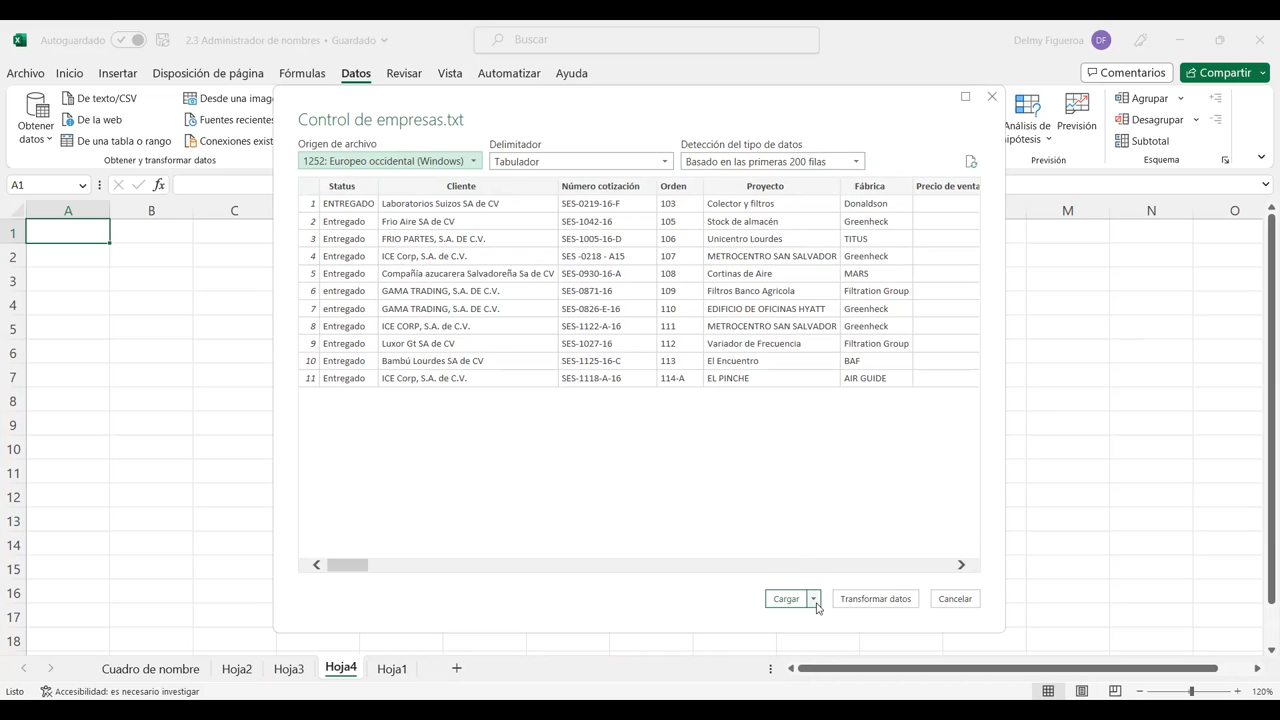 Autoguardado 2.3 Administrador de nombres • Guardado Buscar Delmy Figueroa DF
Archivo Inicio Insertar Disposición de página Fórmulas Datos Revisar Vista Automatizar Ayuda Comentarios Compartir
Obtener datos
De texto/CSV
De la web
De una tabla o rango
Desde una imag
Fuentes recientes
Conexiones exist
Obtener y transformar datos
Análisis de hipótesis
Previsión
Previsión
Agrupar
Desagrupar
Subtotal
Esquema
A1
fx
Control de empresas.txt
Origen de archivo Delimitador Detección del tipo de datos
1252: Europeo occidental (Windows) Tabulador Basado en las primeras 200 filas
Status Cliente Número cotización Orden Proyecto Fábrica Precio de venta
1 ENTREGADO Laboratorios Suizos SA de CV SES-0219-16-F 103 Colector y filtros Donaldson
2 Entregado Frio Aire SA de CV SES-1042-16 105 Stock de almacén Greenheck
3 Entregado FRIO PARTES, S.A. DE C.V. SES-1005-16-D 106 Unicentro Lourdes TITUS
4 Entregado ICE Corp, S.A. de C.V. SES -0218 - A15 107 METROCENTRO SAN SALVADOR Greenheck
5 Entregado Compañía azucarera Salvadoreña Sa de CV SES-0930-16-A 108 Cortinas de Aire MARS
6 entregado GAMA TRADING, S.A. DE C.V. SES-0871-16 109 Filtros Banco Agricola Filtration Group
7 entregado GAMA TRADING, S.A. DE C.V. SES-0826-E-16 110 EDIFICIO DE OFICINAS HYATT Greenheck
8 Entregado ICE CORP, S.A. de C.V. SES-1122-A-16 111 METROCENTRO SAN SALVADOR Greenheck
9 Entregado Luxor Gt SA de CV SES-1027-16 112 Variador de Frecuencia Filtration Group
10 Entregado Bambú Lourdes SA de CV SES-1125-16-C 113 El Encuentro BAF
11 Entregado ICE Corp, S.A. de C.V. SES-1118-A-16 114-A EL PINCHE AIR GUIDE
Cargar Transformar datos Cancelar
A B C M N O
1
2
3
4
5
6
7
8
9
10
11
12
13
14
15
16
17
18
Cuadro de nombre Hoja2 Hoja3 Hoja4 Hoja1
Listo Accesibilidad: es necesario investigar 120%